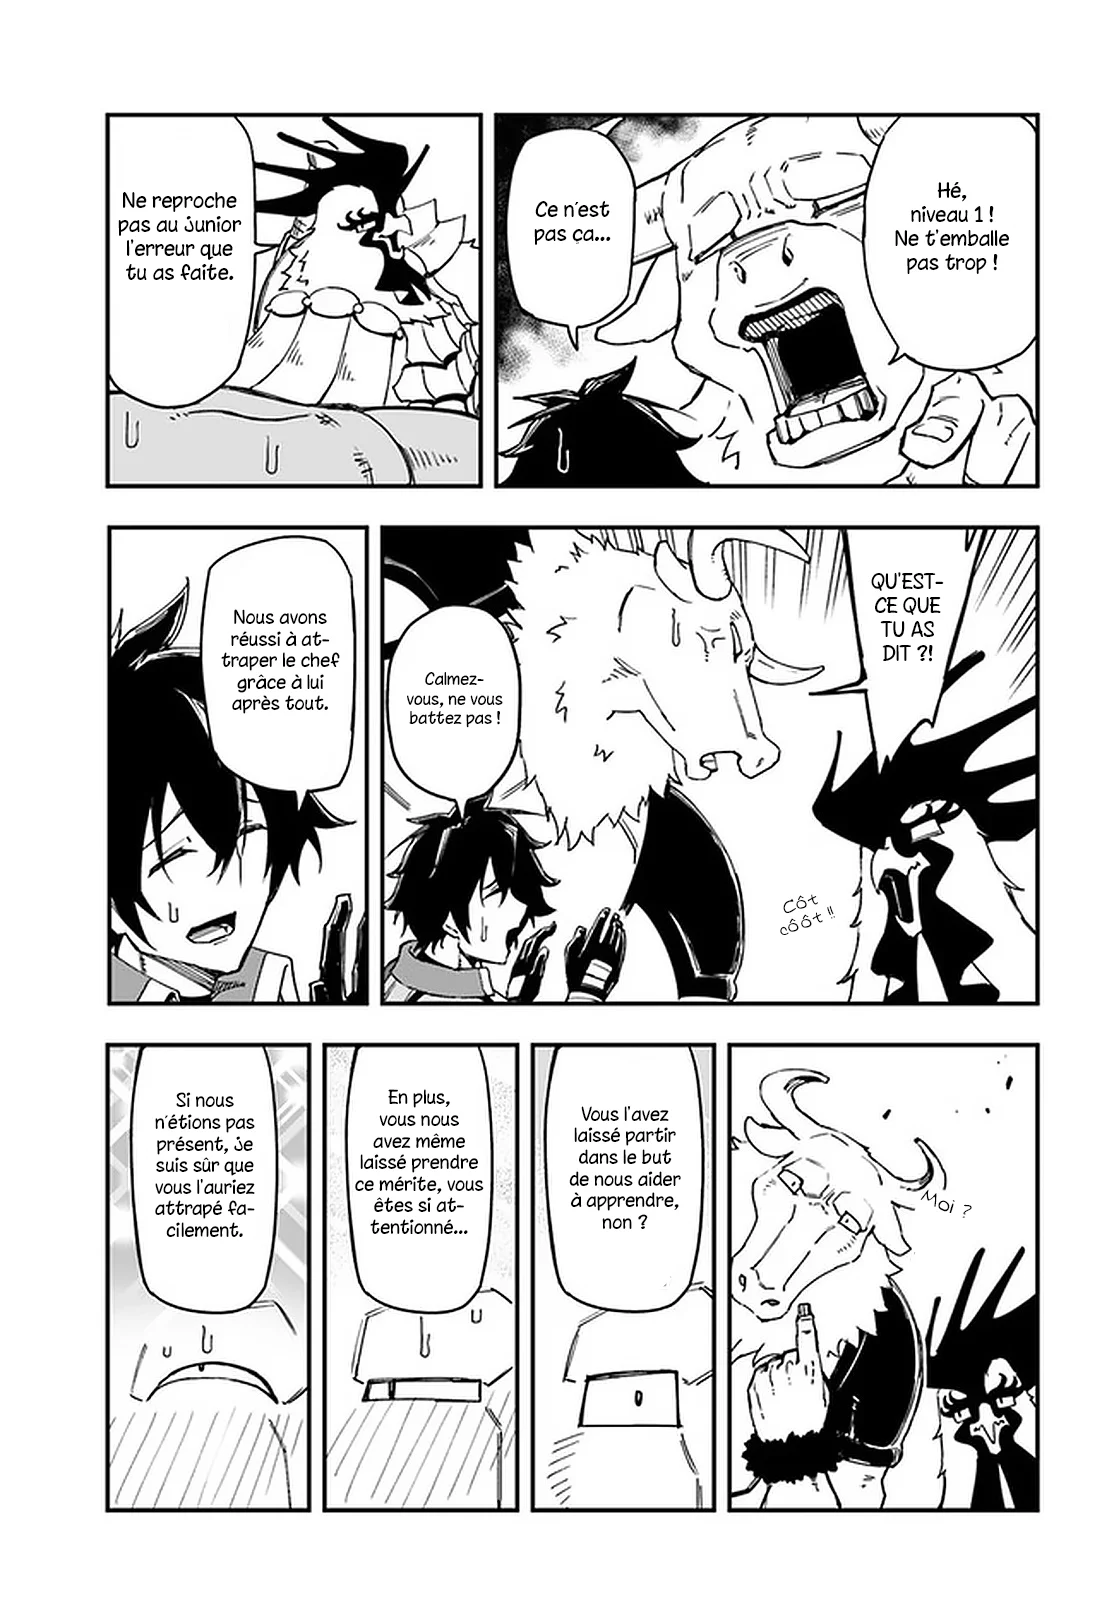 Hé,
niveau 1 !
Ne t'emballe
pas trop !
Ce n'est
pas ça...
Ne reproche
pas au junior
l'erreur que
tu as faite.
QU'EST-
CE QUE
TU AS
DIT ?!
Côt
côôt !!
Calmez-
vous, ne vous
battez pas !
Nous avons
réussi à at-
traper le chef
grâce à lui
après tout.
Moi ?
Vous l'avez
laissé partir
dans le but
de nous aider
à apprendre,
non ?
En plus,
vous nous
avez même
laissé prendre
ce mérite, vous
êtes si at-
tentionné...
Si nous
n'étions pas
présent, je
suis sûr que
vous l'auriez
attrapé fa-
cilement.